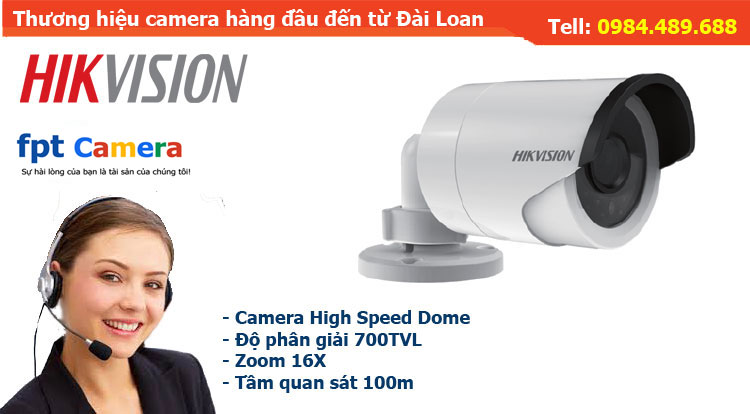 Thương hiệu camera hàng đầu đến từ Đài Loan
Tell: 0984.489.688
HIKVISION
fpt Camera
Sự hài lòng của bạn là tài sản của chúng tôi!
HIKVISION
- Camera High Speed Dome
- Độ phân giải 700TVL
- Zoom 16X
- Tâm quan sát 100m